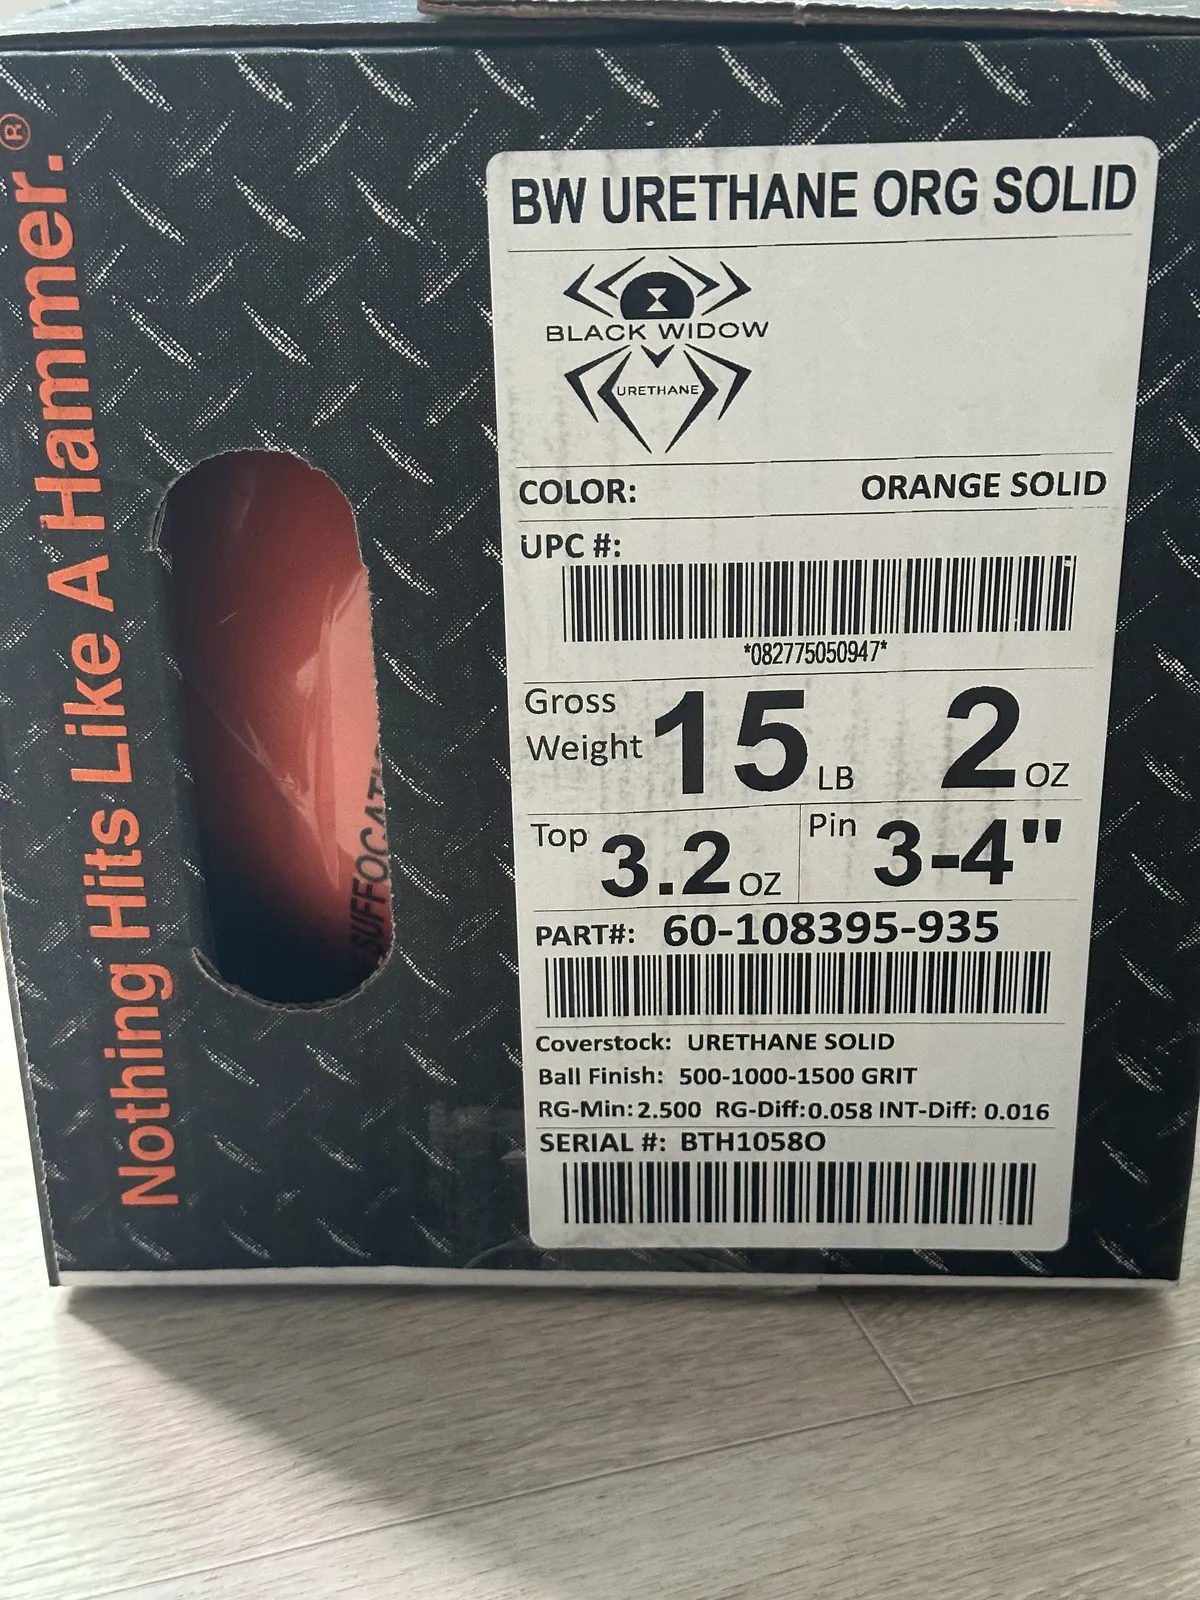 Nothing Hits Like A Hammer.®
BW URETHANE ORG SOLID
BLACK WIDOW
URETHANE
COLOR: ORANGE SOLID
UPC #:
*082775050947*
Gross Weight 15 LB 2 OZ
Top 3.2 OZ Pin 3-4"
PART#: 60-108395-935
Coverstock: URETHANE SOLID
Ball Finish: 500-1000-1500 GRIT
RG-Min: 2.500 RG-Diff: 0.058 INT-Diff: 0.016
SERIAL #: BTH1058O